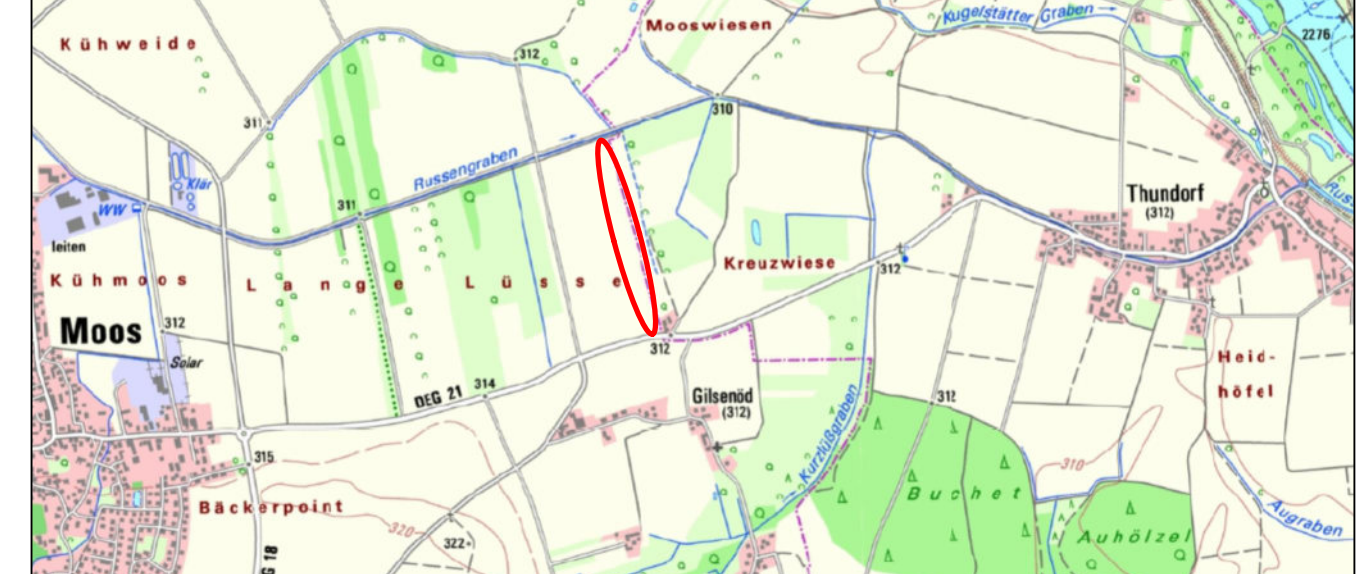 Mooswiesen
Kugelstätter Graben
2276
Kühweide
312
310
311
Russengraben
Klär
WW
311
Thundorf
(312)
Russ
leiten
Kühmoos
Lange Lüsse
Kreuzwiese
312
Moos
312
Solar
312
Heid-
höfel
DEG 21
314
Gilsenöd
(312)
312
Kurzlüßgraben
315
310
Buchet
Bäckerpoint
320
322
Augraben
Auhölzel
G 18